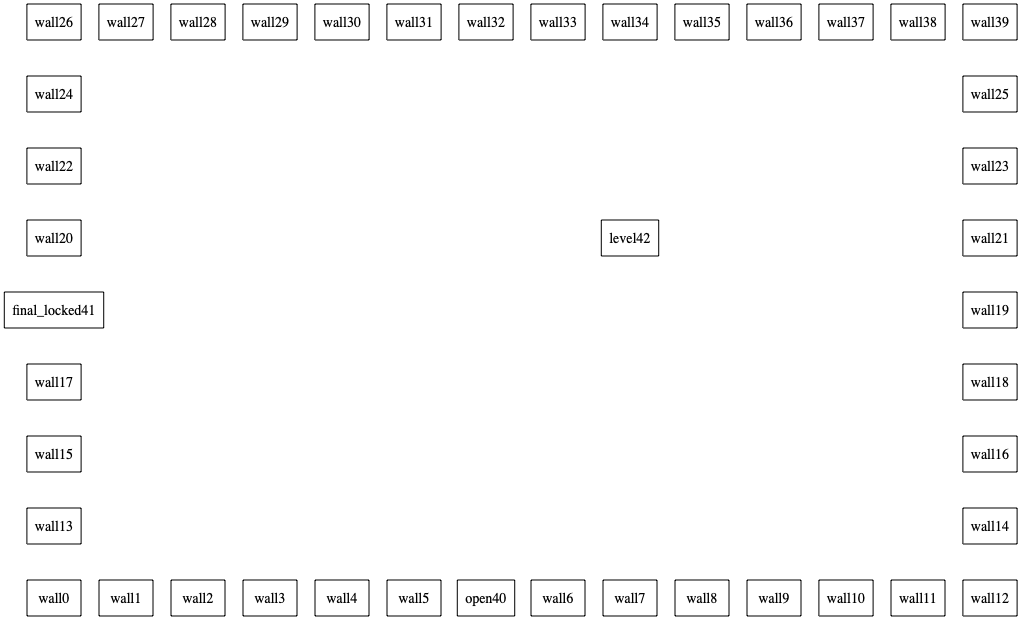 wall26 wall27 wall28 wall29 wall30 wall31 wall32 wall33 wall34 wall35 wall36 wall37 wall38 wall39
wall24 wall25
wall22 wall23
wall20 level42 wall21
final_locked41 wall19
wall17 wall18
wall15 wall16
wall13 wall14
wall0 wall1 wall2 wall3 wall4 wall5 open40 wall6 wall7 wall8 wall9 wall10 wall11 wall12